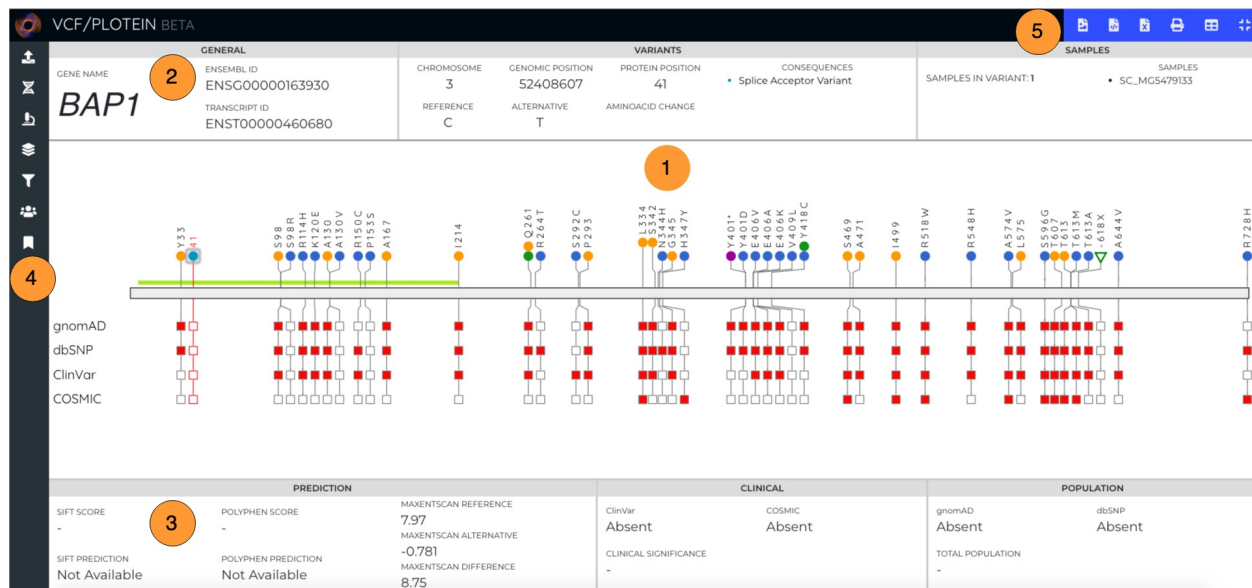 VCF/PLOTEIN BETA
5
GENERAL
VARIANTS
SAMPLES
GENE NAME
BAP1
2
ENSEMBL ID
ENSG00000163930
TRANSCRIPT ID
ENST00000460680
CHROMOSOME
3
GENOMIC POSITION
52408607
PROTEIN POSITION
41
CONSEQUENCES
• Splice Acceptor Variant
REFERENCE
C
ALTERNATIVE
T
AMINOACID CHANGE
SAMPLES IN VARIANT: 1
SAMPLES
• SC_MG5479133
1
Y33
41
S98
S98R
R114H
K120E
A130
A130V
R150C
P153S
A167
I214
Q261
R264T
S292C
P293
L334
S342
N344H
G345
H347Y
Y401*
Y401D
E406V
E406A
E406K
V409L
Y418C
S469
A471
I499
R518W
R548H
A574V
L575
S596G
T607
T613
T613M
T613A
-618X
A644V
R728H
4
gnomAD
dbSNP
ClinVar
COSMIC
PREDICTION
CLINICAL
POPULATION
SIFT SCORE
-
3
POLYPHEN SCORE
-
SIFT PREDICTION
Not Available
POLYPHEN PREDICTION
Not Available
MAXENTSCAN REFERENCE
7.97
MAXENTSCAN ALTERNATIVE
-0.781
MAXENTSCAN DIFFERENCE
8.75
ClinVar
Absent
COSMIC
Absent
CLINICAL SIGNIFICANCE
-
gnomAD
Absent
dbSNP
Absent
TOTAL POPULATION
-